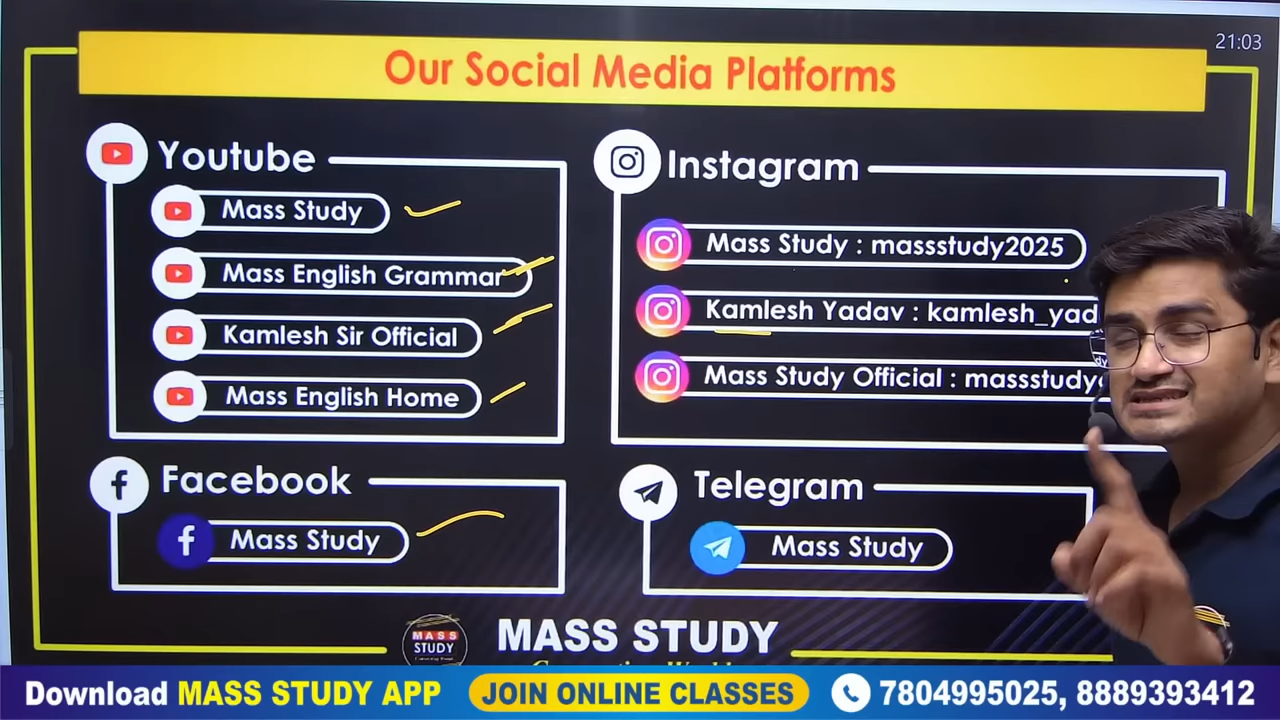 21:03
Our Social Media Platforms
Youtube
Mass Study
Mass English Grammar
Kamlesh Sir Official
Mass English Home
Instagram
Mass Study : massstudy2025
Kamlesh Yadav : kamlesh_yad
Mass Study Official : massstudy
Facebook
Mass Study
Telegram
Mass Study
MASS
STUDY
MASS STUDY
Download MASS STUDY APP
JOIN ONLINE CLASSES
7804995025, 8889393412